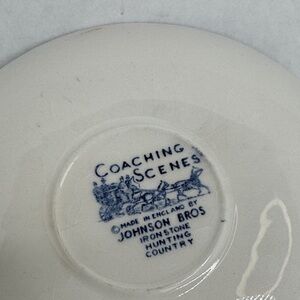 COACHING
SCENES
MADE IN ENGLAND BY
©JOHNSON BROS
IRONSTONE
HUNTING
COUNTRY